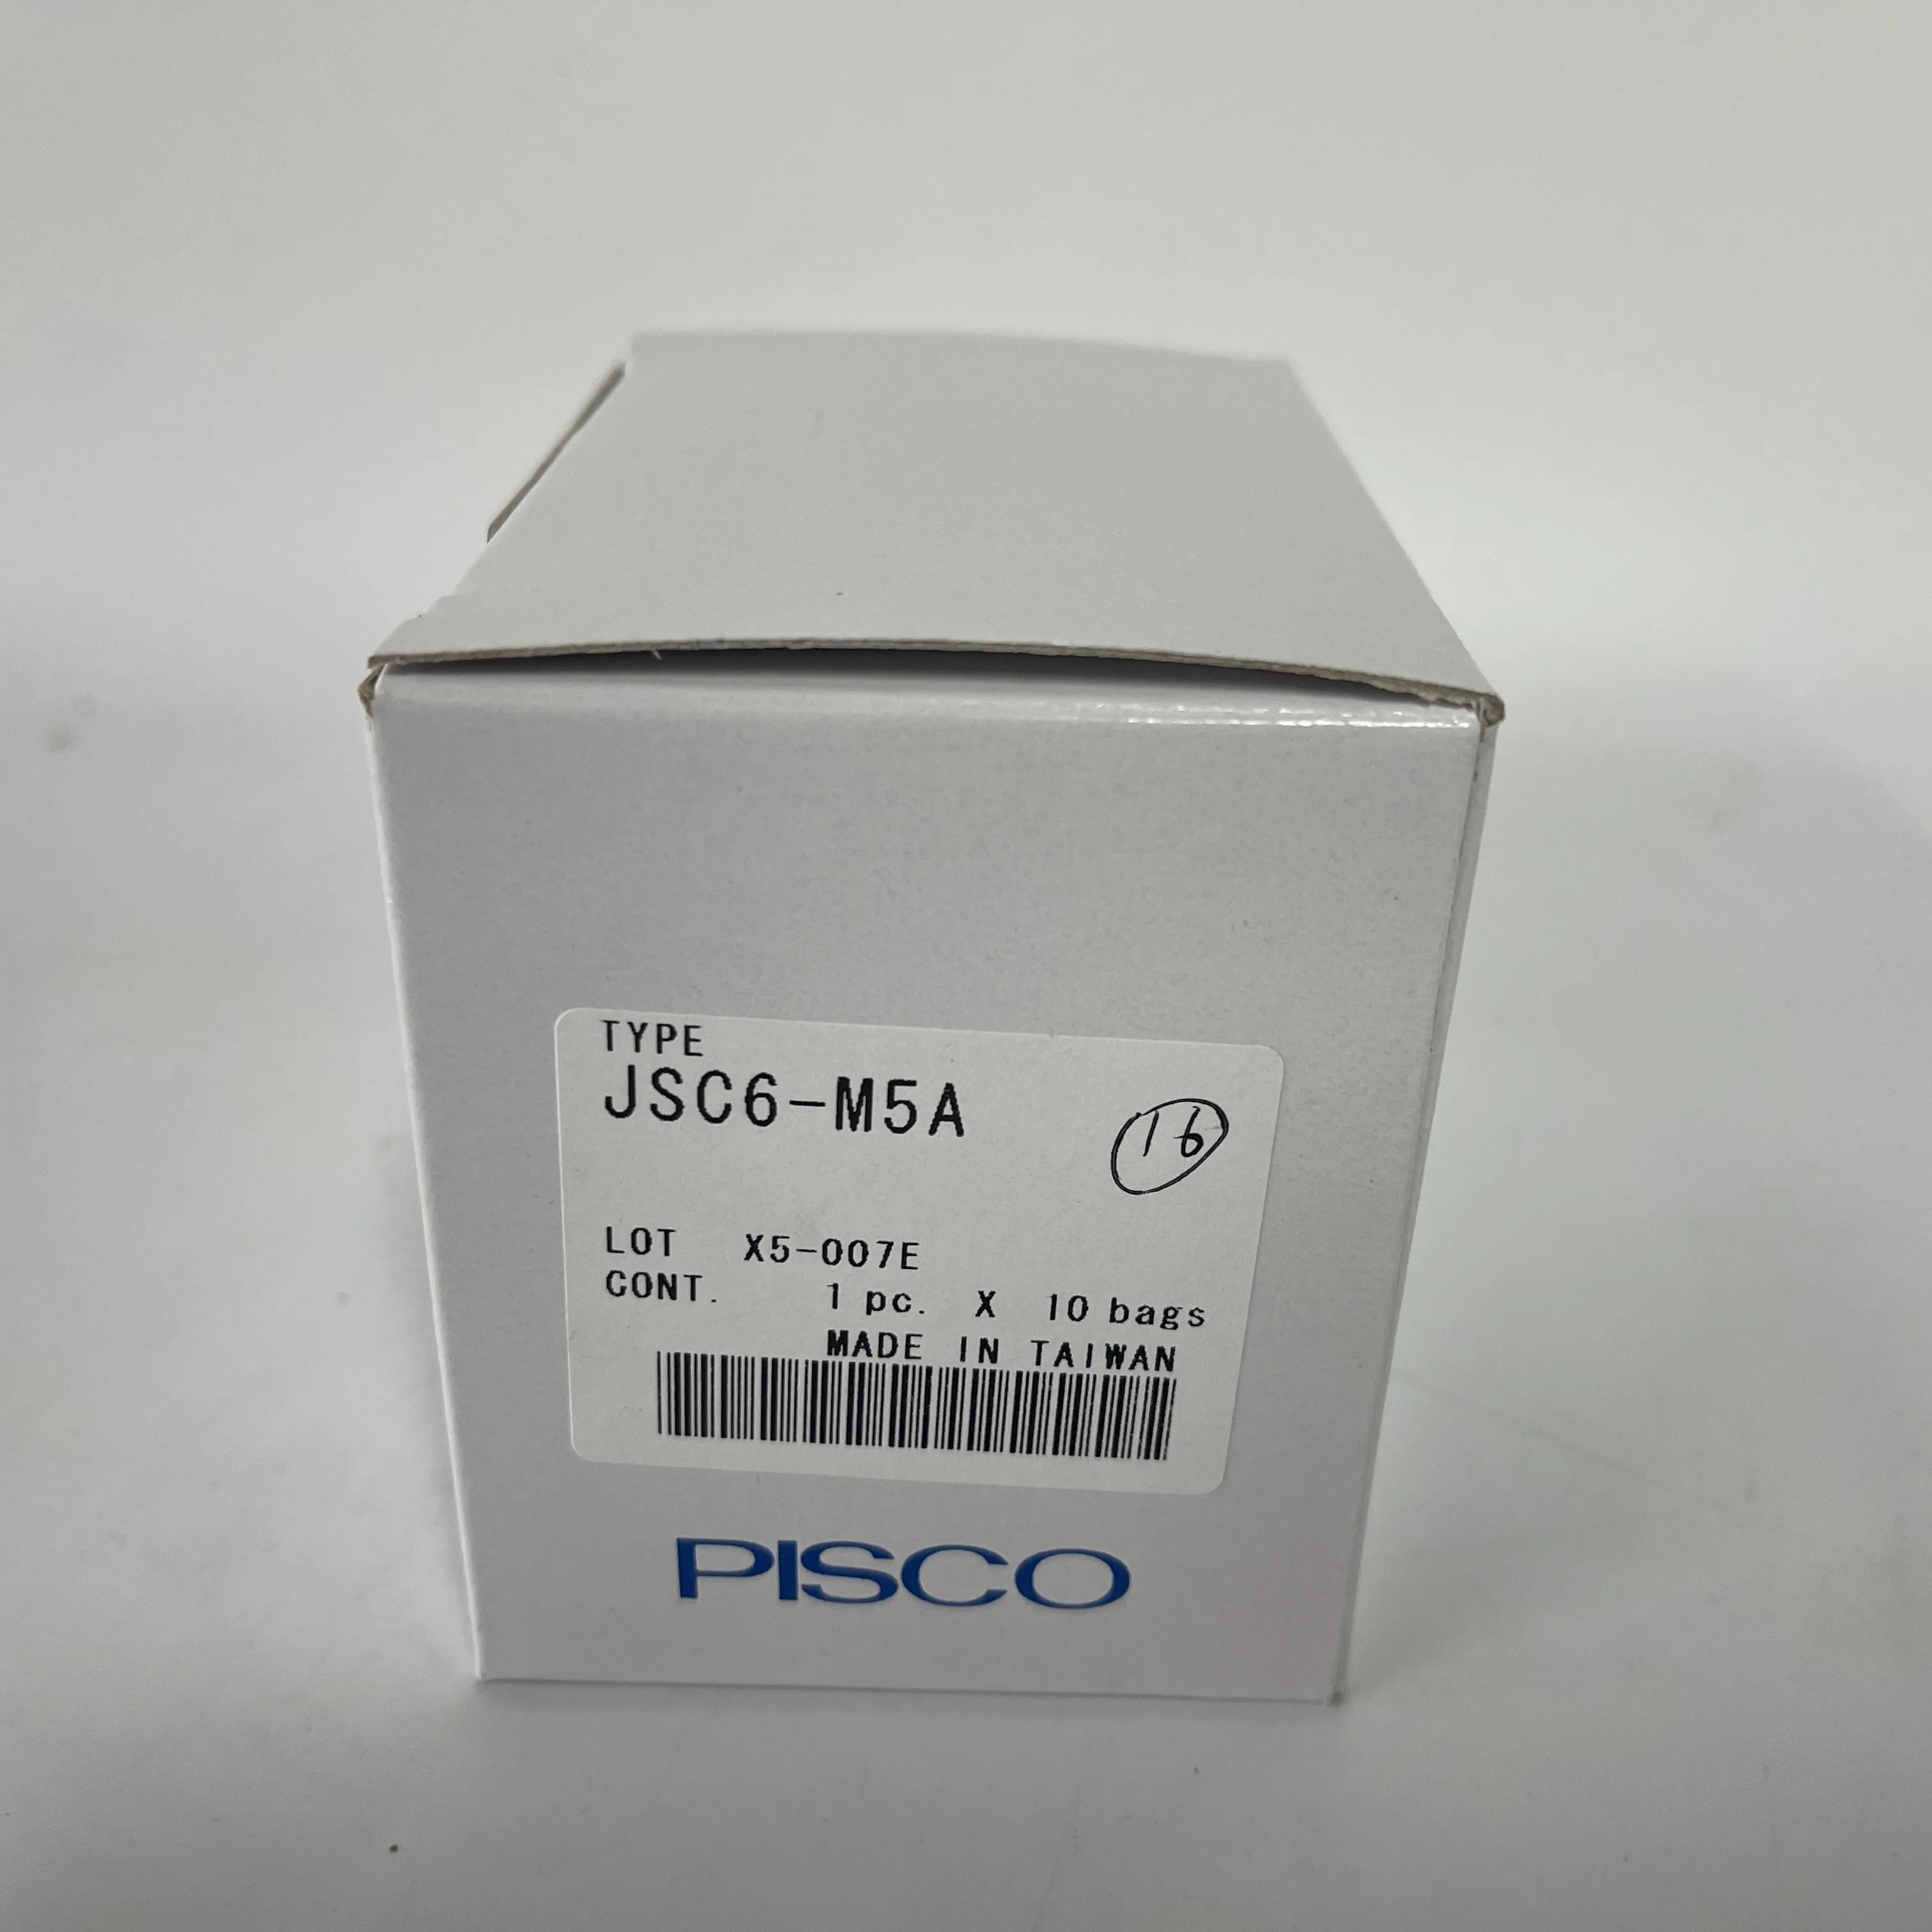 TYPE
JSC6-M5A
16
LOT X5-007E
CONT. 1 pc. X 10 bags
MADE IN TAIWAN
PISCO